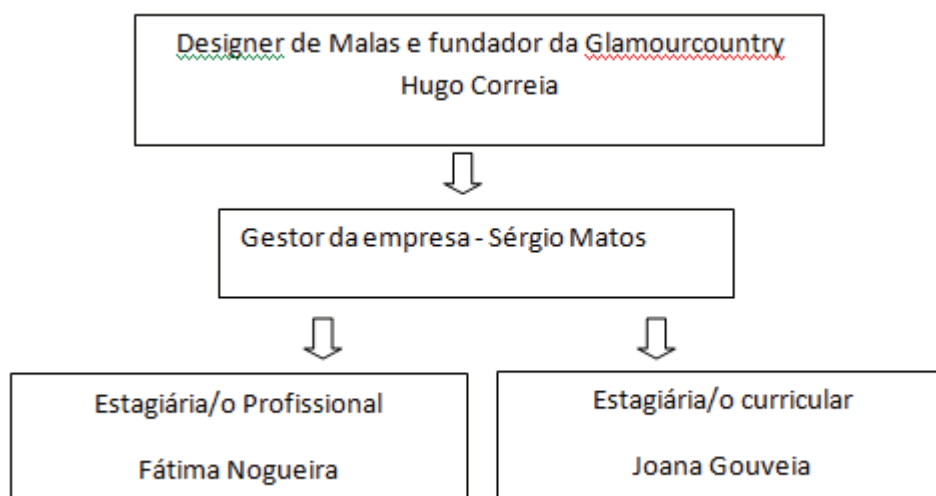 Designer de Malas e fundador da Glamourcountry
Hugo Correia
Gestor da empresa - Sérgio Matos
Estagiária/o Profissional
Fátima Nogueira
Estagiária/o curricular
Joana Gouveia